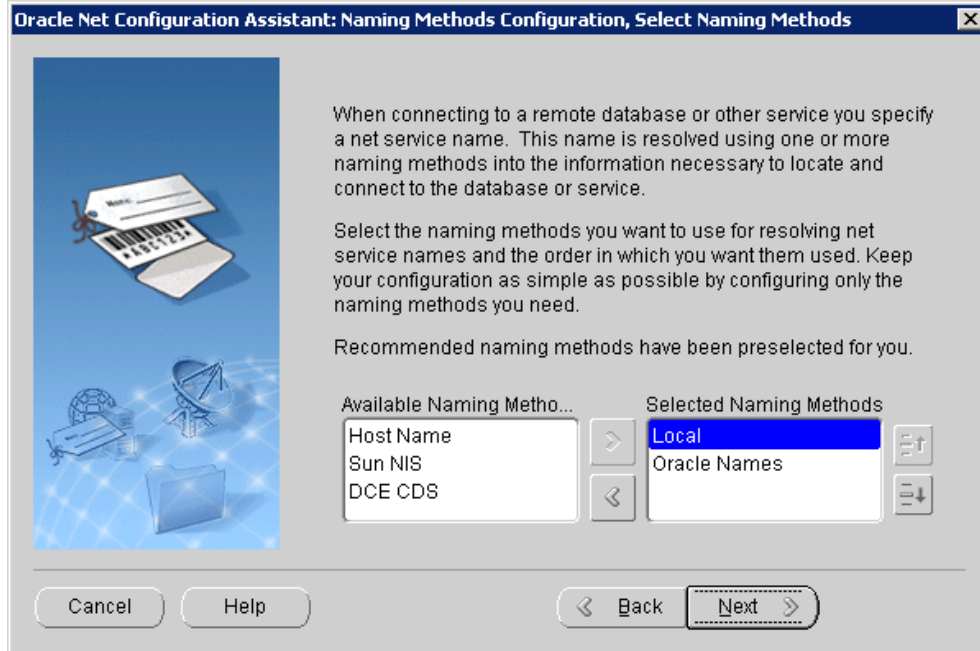 Oracle Net Configuration Assistant: Naming Methods Configuration, Select Naming Methods
When connecting to a remote database or other service you specify
a net service name. This name is resolved using one or more
naming methods into the information necessary to locate and
connect to the database or service.
Select the naming methods you want to use for resolving net
service names and the order in which you want them used. Keep
your configuration as simple as possible by configuring only the
naming methods you need.
Recommended naming methods have been preselected for you.
Available Naming Metho...
Host Name
Sun NIS
DCE CDS
Selected Naming Methods
Local
Oracle Names
Name:
ABC123A
Cancel
Help
Back
Next